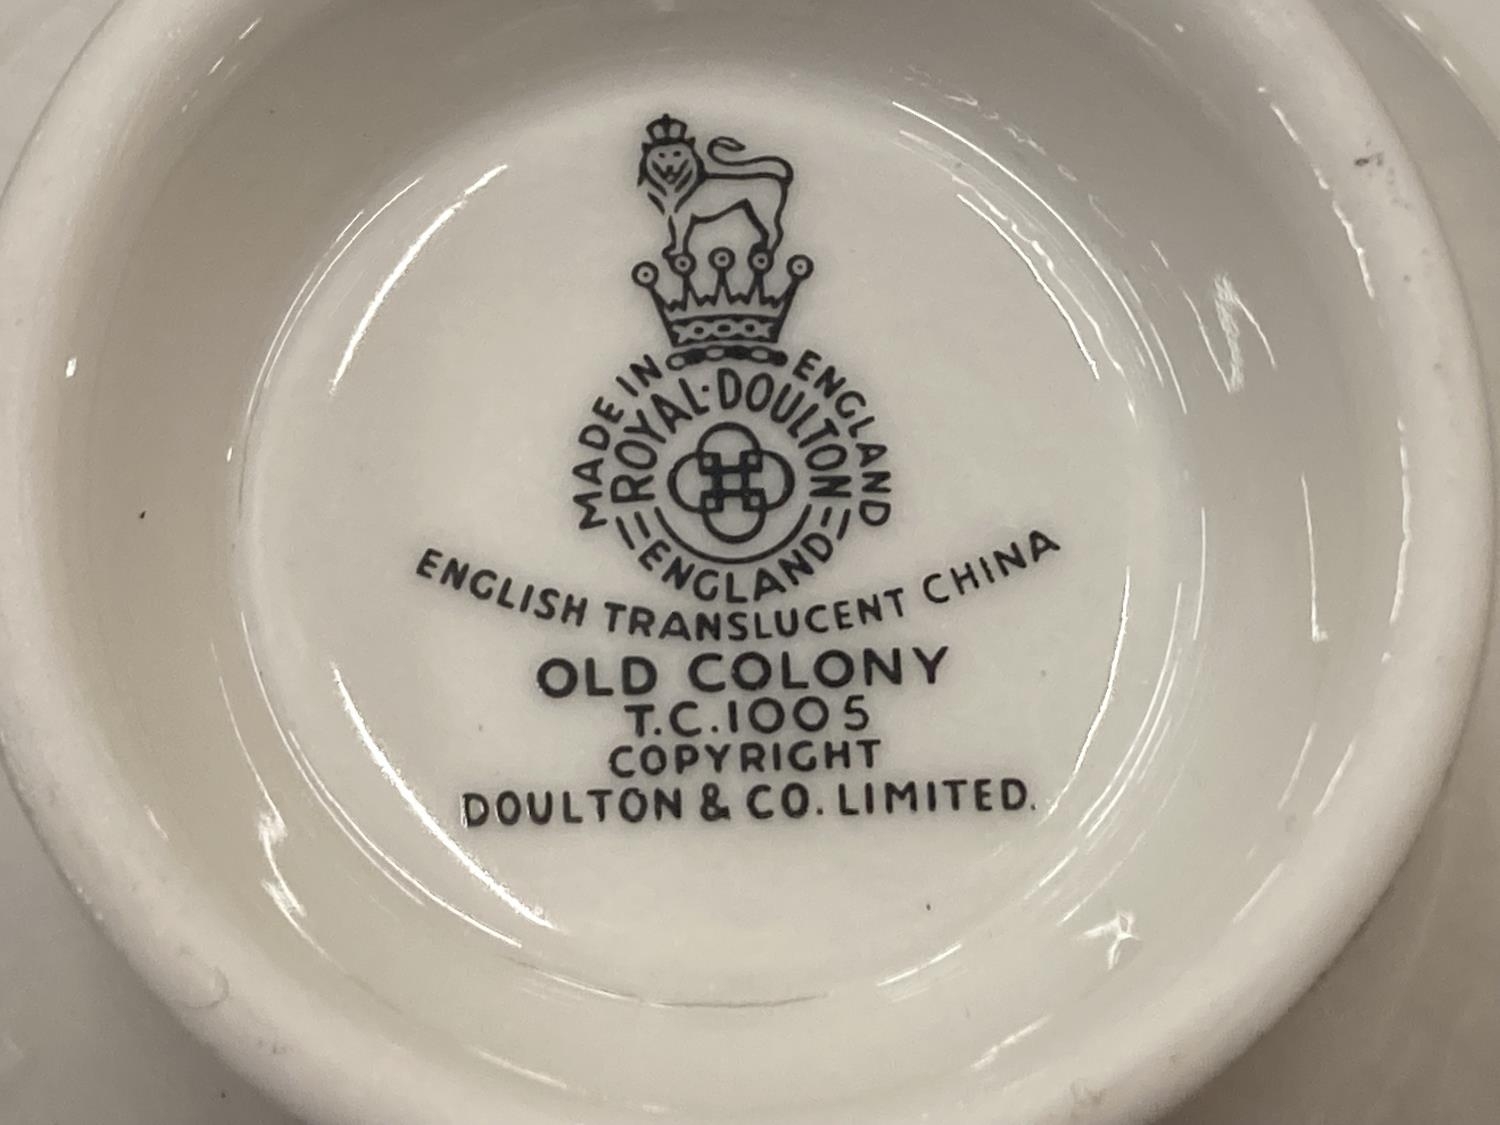 MADE IN ENGLAND
ROYAL·DOULTON
ENGLAND
ENGLISH TRANSLUCENT CHINA
OLD COLONY
T.C.1005
COPYRIGHT
DOULTON & CO. LIMITED.